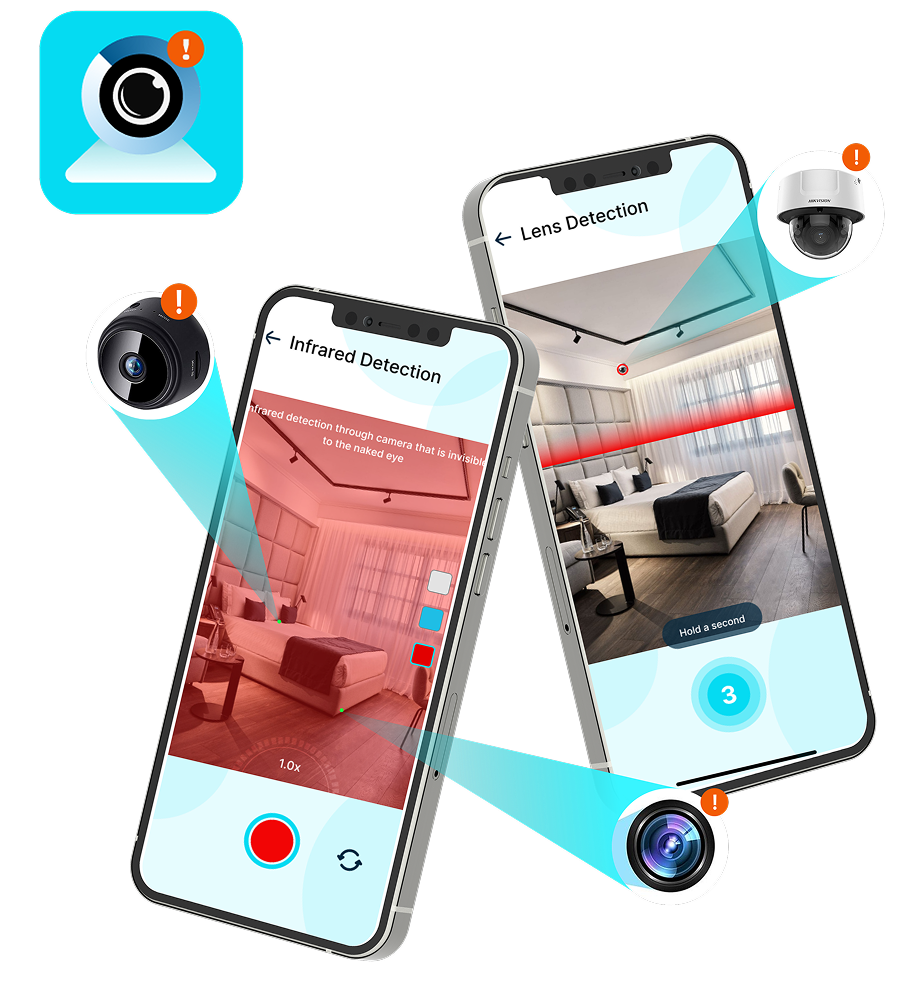 Lens Detection
HIKVISION
Hold a second
3
Infrared Detection
nfrared detection through camera that is invisible
to the naked eye
1.0x